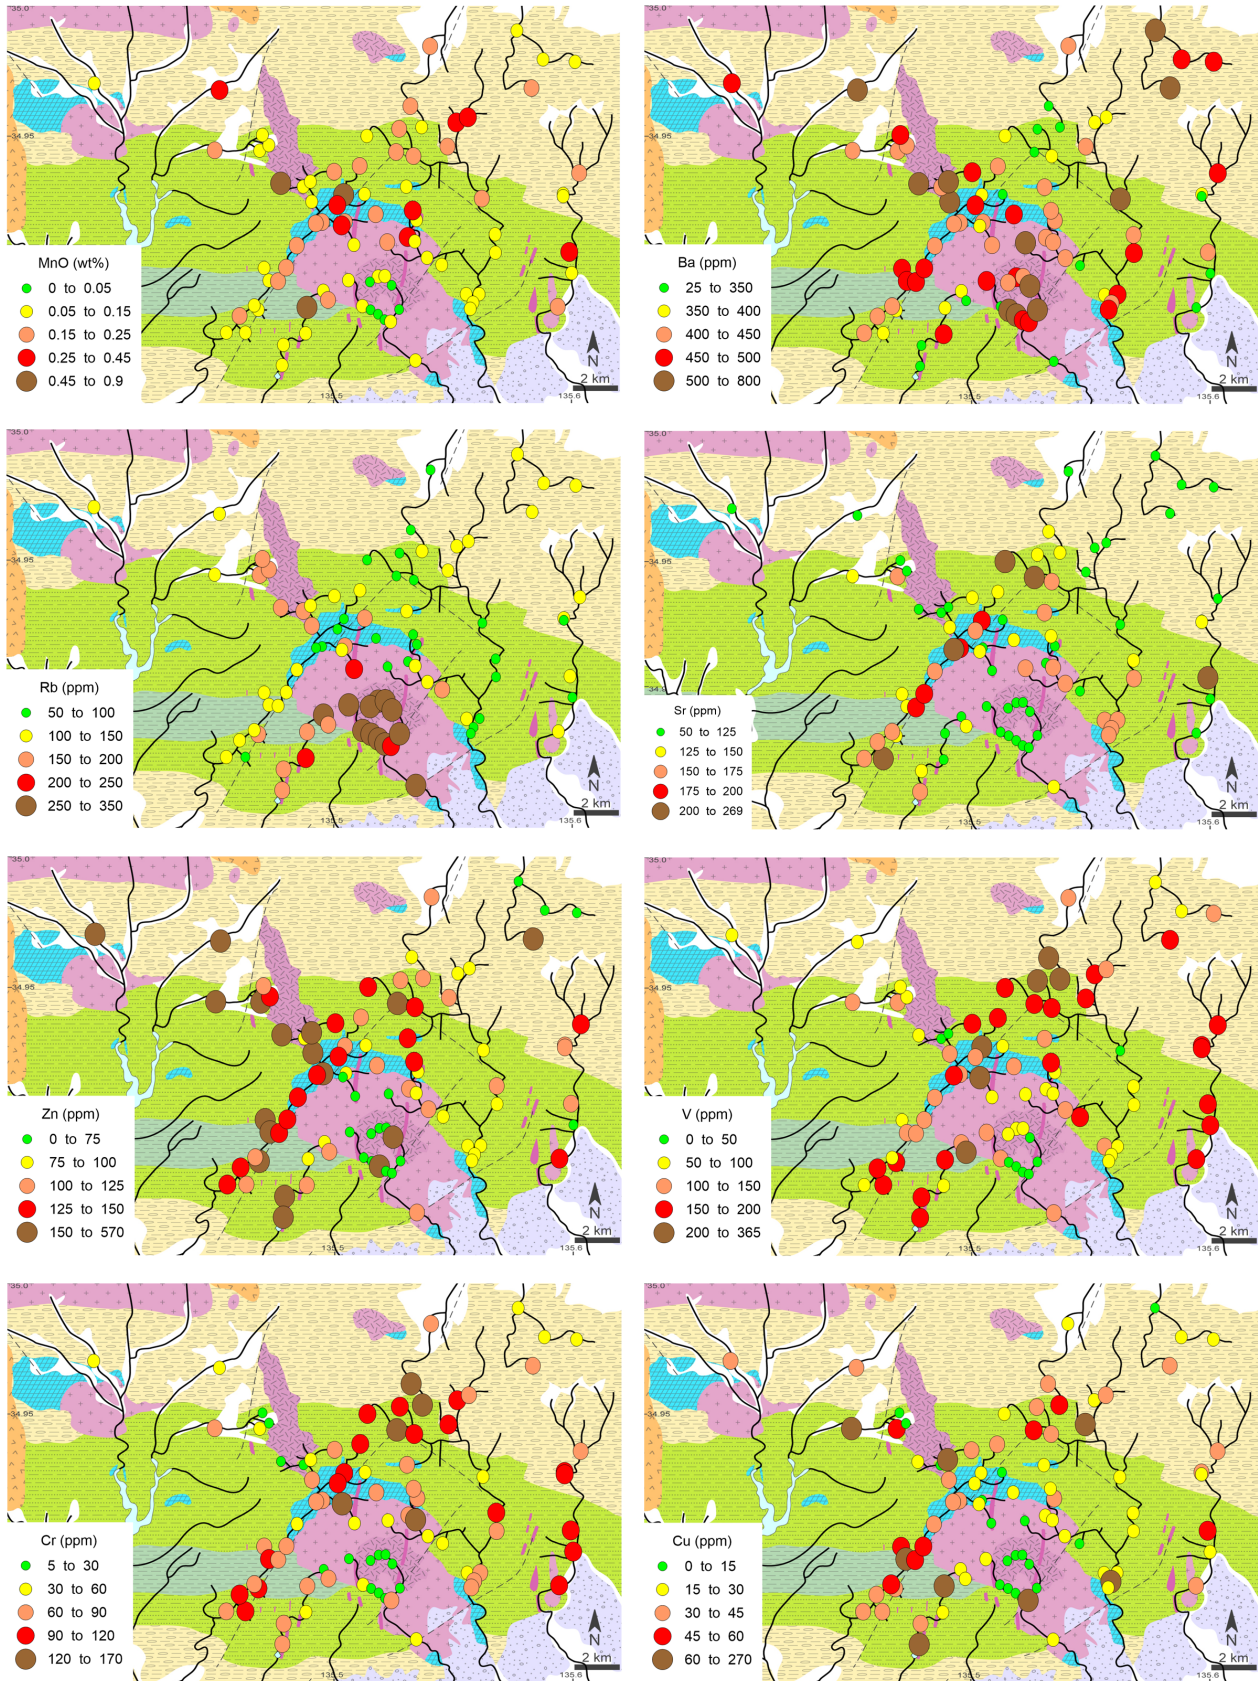 35.0
34.95
MnO (wt%)
0 to 0.05
0.05 to 0.15
0.15 to 0.25
0.25 to 0.45
0.45 to 0.9
N
2 km
135.5
135.6
35.0
34.95
Ba (ppm)
25 to 350
350 to 400
400 to 450
450 to 500
500 to 800
N
2 km
135.5
135.6
35.0
34.95
Rb (ppm)
50 to 100
100 to 150
150 to 200
200 to 250
250 to 350
N
2 km
135.5
135.6
35.0
34.95
34.9
Sr (ppm)
50 to 125
125 to 150
150 to 175
175 to 200
200 to 269
N
2 km
135.5
135.6
35.0
34.95
Zn (ppm)
0 to 75
75 to 100
100 to 125
125 to 150
150 to 570
N
2 km
135.5
135.6
35.0
34.95
V (ppm)
0 to 50
50 to 100
100 to 150
150 to 200
200 to 365
N
2 km
135.5
135.6
35.0
34.95
Cr (ppm)
5 to 30
30 to 60
60 to 90
90 to 120
120 to 170
N
2 km
135.5
135.6
35.0
34.95
Cu (ppm)
0 to 15
15 to 30
30 to 45
45 to 60
60 to 270
N
2 km
135.5
135.6